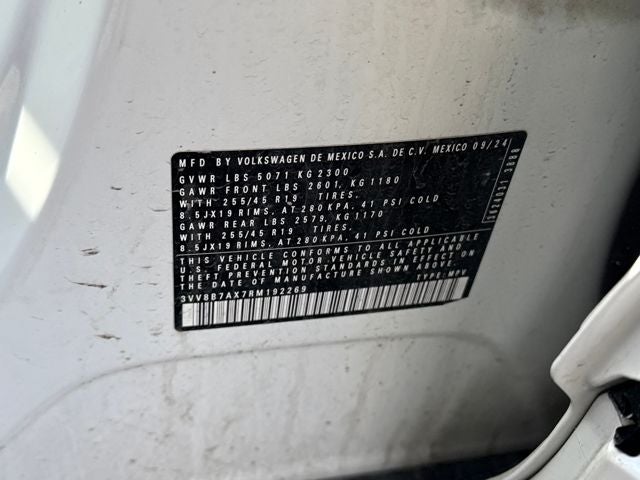 MFD BY VOLKSWAGEN DE MEXICO S.A. DE C.V. MEXICO 09/24
GVWR LBS 5071 KG 2300
GAWR FRONT LBS 2601, KG 1180
WITH 255/45 R19 TIRES,
8.5JX19 RIMS, AT 280 KPA, 41 PSI COLD
GAWR REAR LBS 2579, KG 1170
WITH 255/45 R19 TIRES,
8.5JX19 RIMS, AT 280 KPA, 41 PSI COLD
THIS VEHICLE CONFORMS TO ALL APPLICABLE
U.S. FEDERAL MOTOR VEHICLE SAFETY AND
THEFT PREVENTION STANDARDS IN EFFECT ON
THE DATE OF MANUFACTURE SHOWN ABOVE.
3VV8B7AX7RM192269 TYPE: MPV